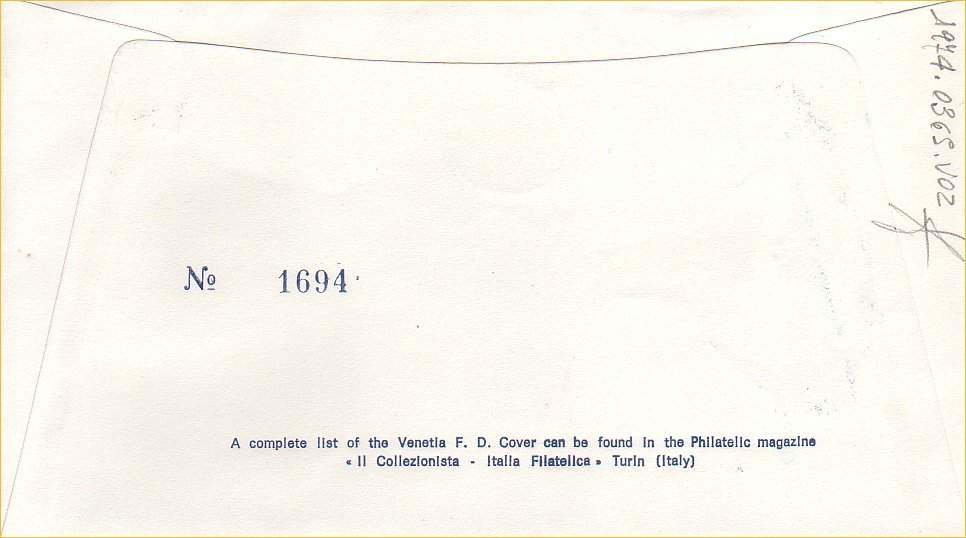 1974.0365.V02
№ 1694
A complete list of the Venetia F. D. Cover can be found in the Philatelic magazine
« Il Collezionista - Italia Filatelica » Turin (Italy)